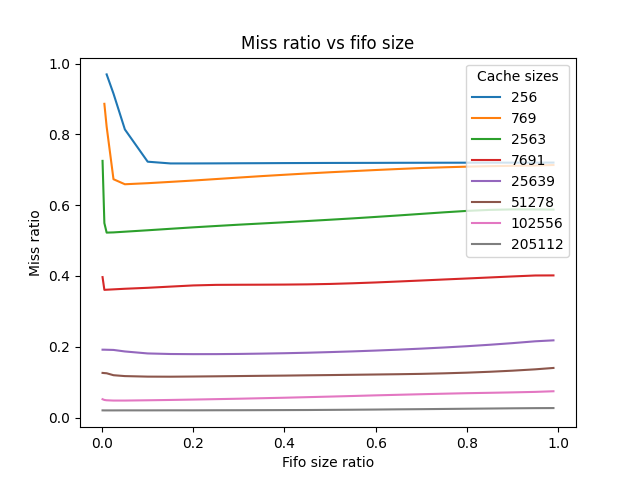 Miss ratio vs fifo size
Cache sizes
256
769
2563
7691
25639
51278
102556
205112
Miss ratio
1.0
0.8
0.6
0.4
0.2
0.0
0.0 0.2 0.4 0.6 0.8 1.0
Fifo size ratio